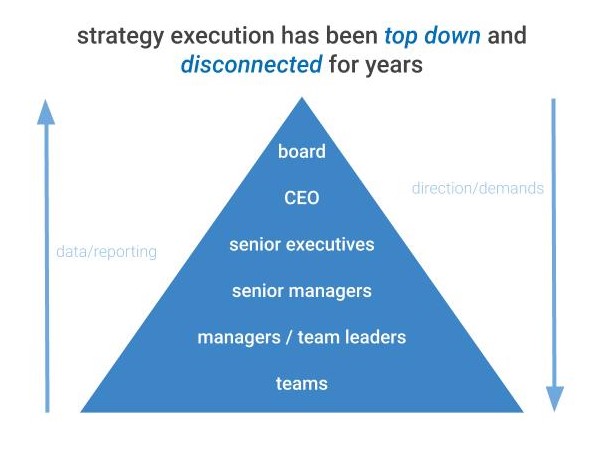 strategy execution has been top down and
disconnected for years
board
CEO
direction/demands
senior executives
data/reporting
senior managers
managers / team leaders
teams